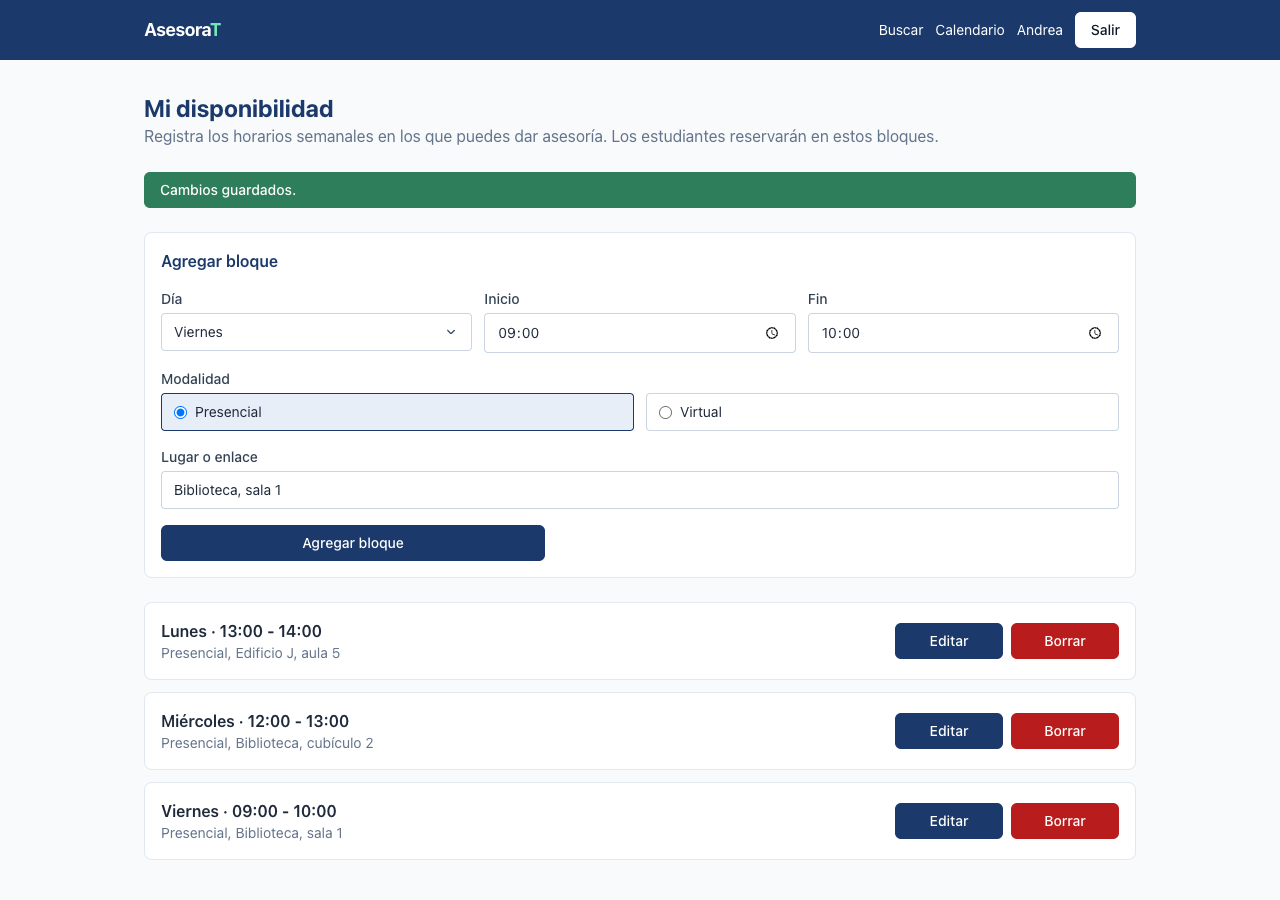 AsesoraT
Buscar Calendario Andrea Salir
Mi disponibilidad
Registra los horarios semanales en los que puedes dar asesoría. Los estudiantes reservarán en estos bloques.
Cambios guardados.
Agregar bloque
Día Inicio Fin
Viernes 09:00 10:00
Modalidad
Presencial Virtual
Lugar o enlace
Biblioteca, sala 1
Agregar bloque
Lunes · 13:00 - 14:00
Presencial, Edificio J, aula 5
Editar Borrar
Miércoles · 12:00 - 13:00
Presencial, Biblioteca, cubículo 2
Editar Borrar
Viernes · 09:00 - 10:00
Presencial, Biblioteca, sala 1
Editar Borrar